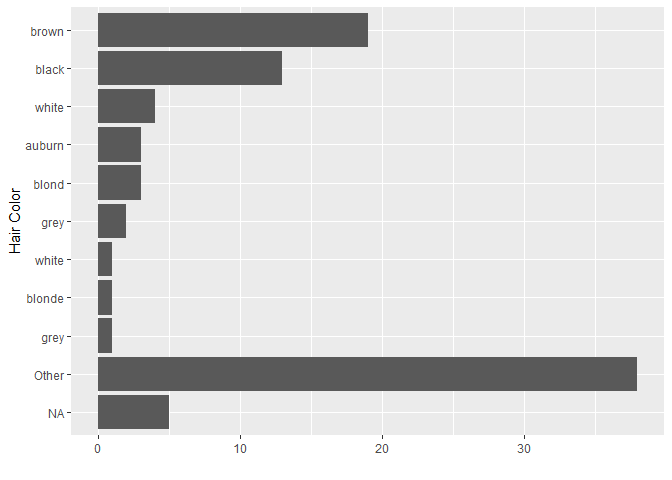 brown
black
white
auburn
blond
grey
white
blonde
grey
Other
NA
Hair Color
0 10 20 30